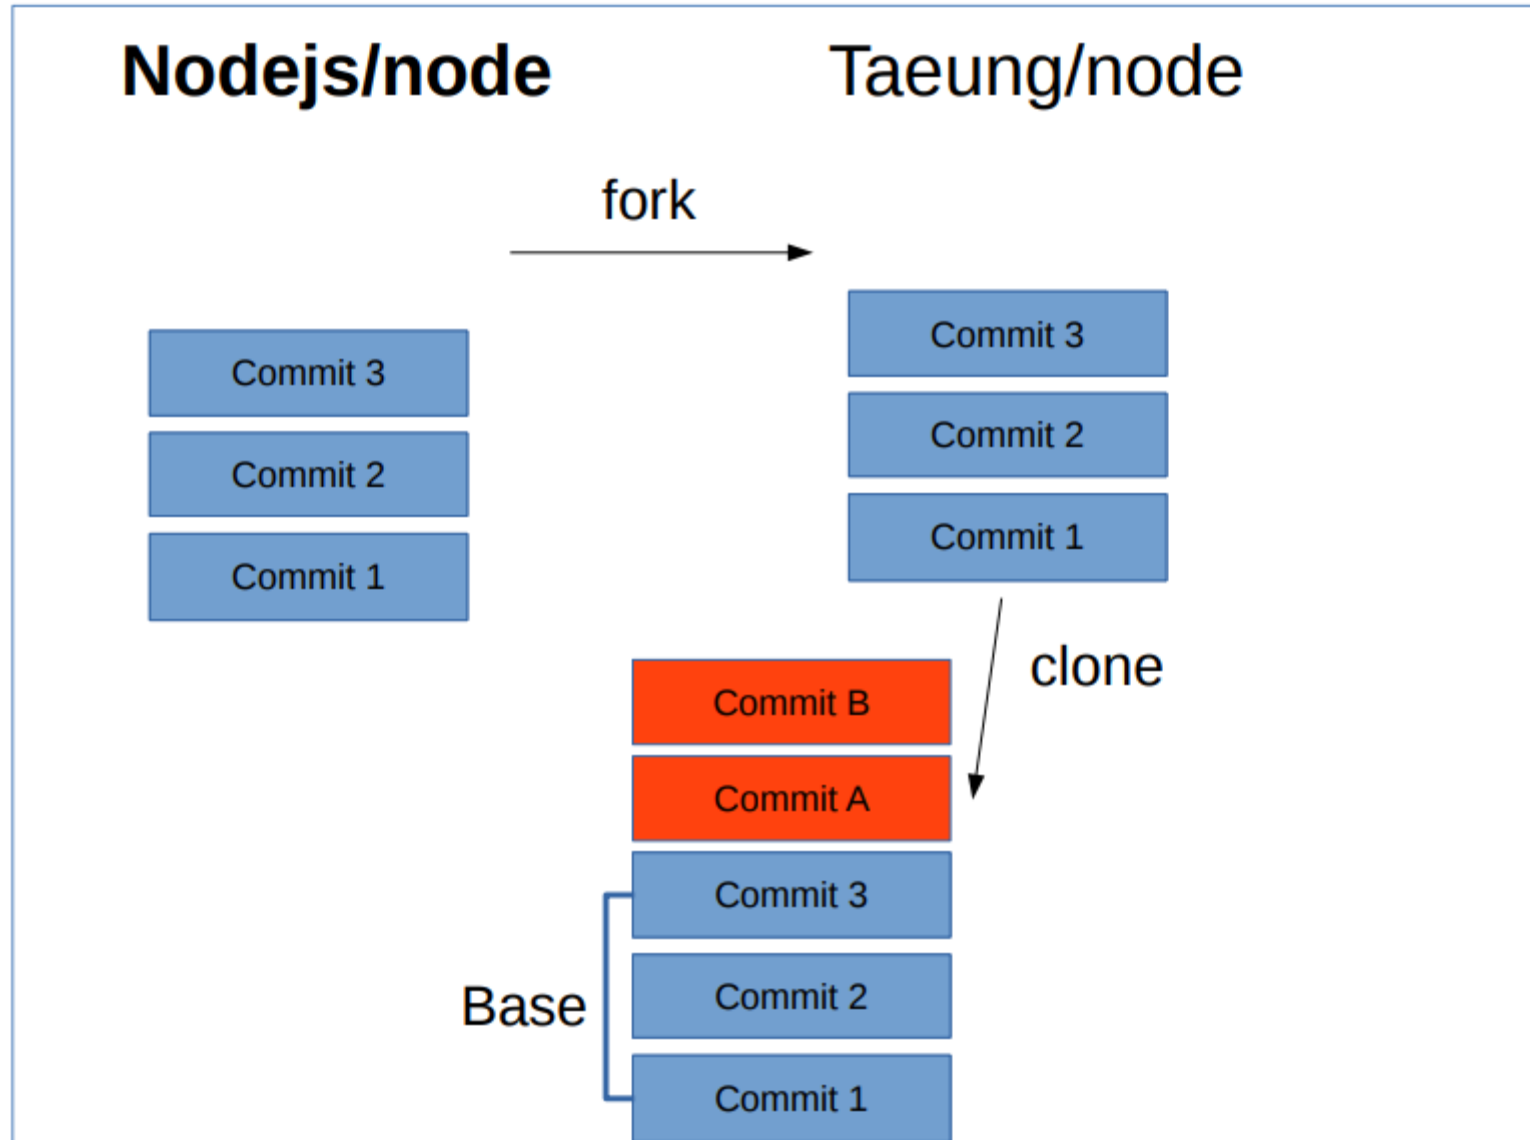 Nodejs/node
Taeung/node
fork
Commit 3
Commit 2
Commit 1
Commit 3
Commit 2
Commit 1
clone
Commit B
Commit A
Commit 3
Commit 2
Commit 1
Base